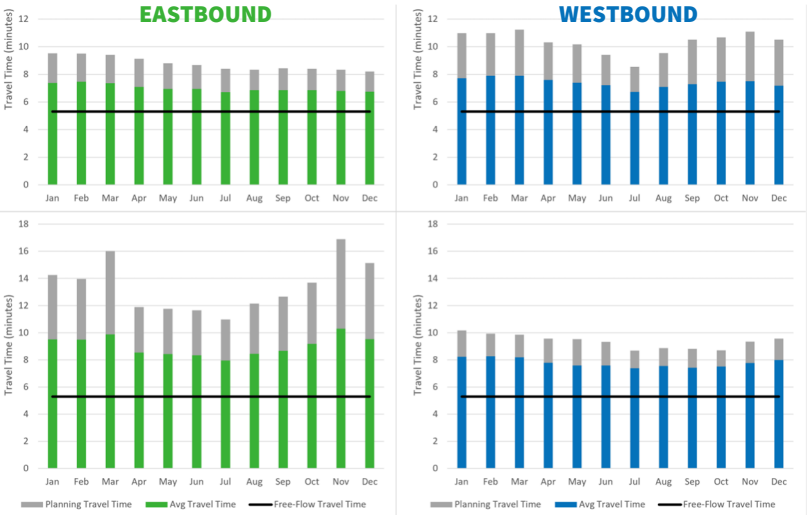 EASTBOUND
WESTBOUND
Travel Time (minutes)
12
10
8
6
4
2
0
Jan Feb Mar Apr May Jun Jul Aug Sep Oct Nov Dec
Travel Time (minutes)
12
10
8
6
4
2
0
Jan Feb Mar Apr May Jun Jul Aug Sep Oct Nov Dec
Travel Time (minutes)
18
16
14
12
10
8
6
4
2
0
Jan Feb Mar Apr May Jun Jul Aug Sep Oct Nov Dec
Planning Travel Time Avg Travel Time Free-Flow Travel Time
Travel Time (minutes)
18
16
14
12
10
8
6
4
2
0
Jan Feb Mar Apr May Jun Jul Aug Sep Oct Nov Dec
Planning Travel Time Avg Travel Time Free-Flow Travel Time